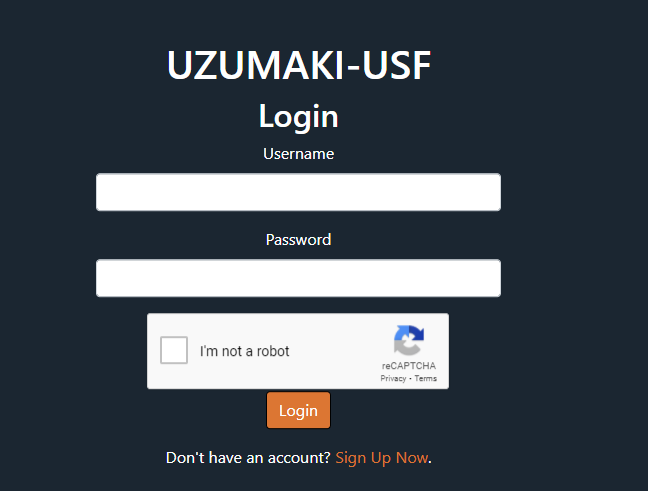 UZUMAKI-USF
Login
Username
Password
I'm not a robot
reCAPTCHA
Privacy • Terms
Login
Don't have an account? Sign Up Now.